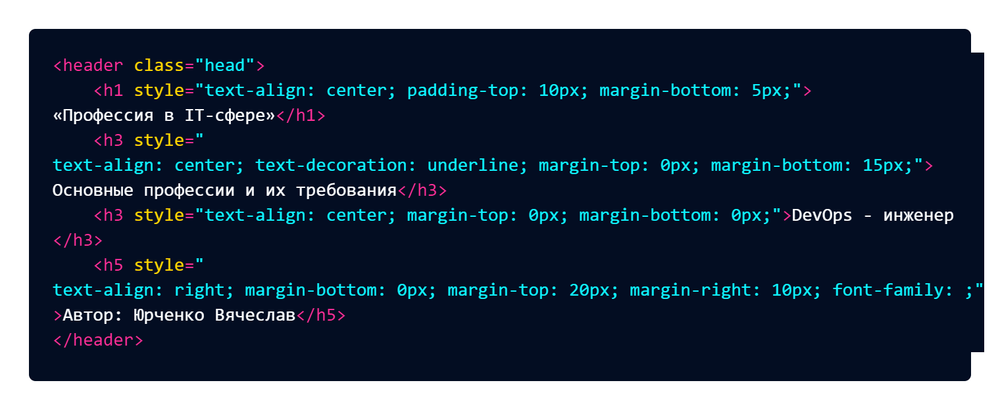 <header class="head">
    <h1 style="text-align: center; padding-top: 10px; margin-bottom: 5px;">
«Профессия в IT-сфере»</h1>
    <h3 style="
text-align: center; text-decoration: underline; margin-top: 0px; margin-bottom: 15px;">
Основные профессии и их требования</h3>
    <h3 style="text-align: center; margin-top: 0px; margin-bottom: 0px;">DevOps - инженер
</h3>
    <h5 style="
text-align: right; margin-bottom: 0px; margin-top: 20px; margin-right: 10px; font-family: ;"
>Автор: Юрченко Вячеслав</h5>
</header>